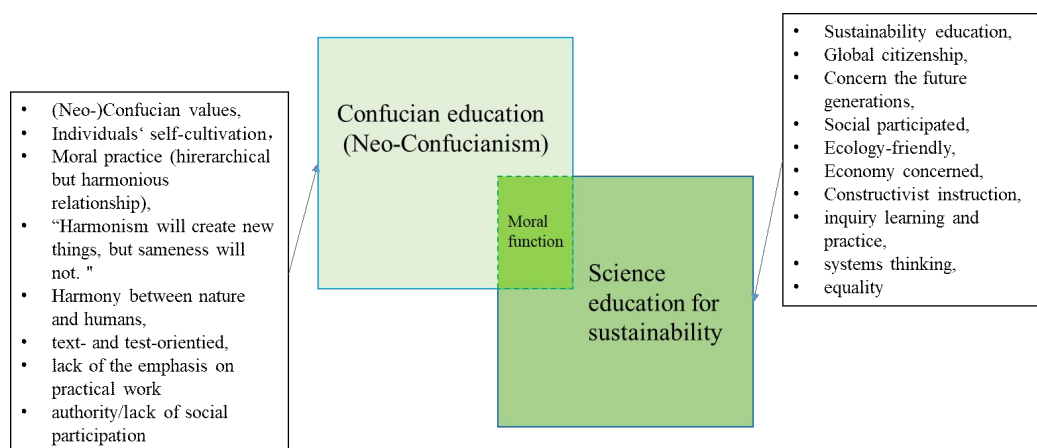 • (Neo-)Confucian values,
• Individuals‘ self-cultivation，
• Moral practice (hirerarchical
but harmonious
relationship),
• “Harmonism will create new
things, but sameness will
not. "
• Harmony between nature
and humans,
• text- and test-orientied,
• lack of the emphasis on
practical work
• authority/lack of social
participation
Confucian education
(Neo-Confucianism)
Moral
function
Science
education for
sustainability
• Sustainability education,
• Global citizenship,
• Concern the future
generations,
• Social participated,
• Ecology-friendly,
• Economy concerned,
• Constructivist instruction,
• inquiry learning and
practice,
• systems thinking,
• equality